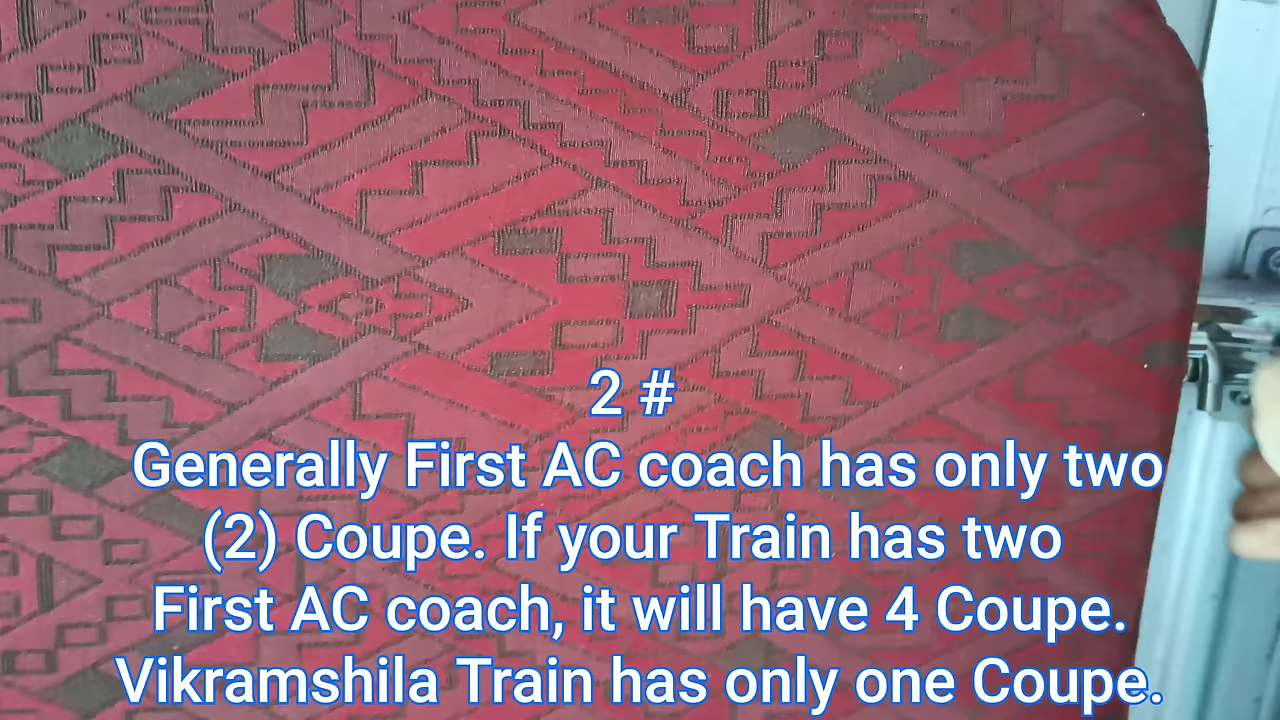 2 #
Generally First AC coach has only two
(2) Coupe. If your Train has two
First AC coach, it will have 4 Coupe.
Vikramshila Train has only one Coupe.